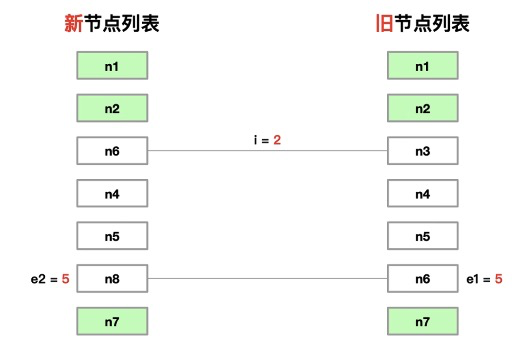 新节点列表 旧节点列表
n1 n1
n2 n2
n6 i = 2 n3
n4 n4
n5 n5
e2 = 5 n8 n6 e1 = 5
n7 n7